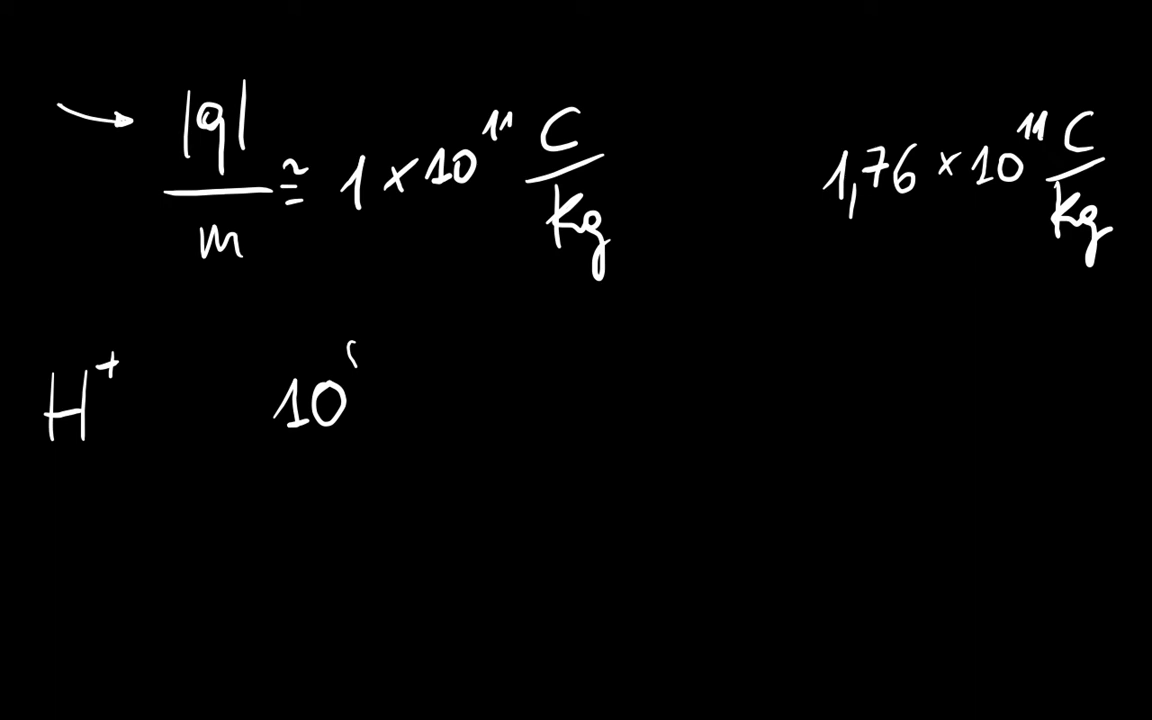 |q|/m ≅ 1 × 10¹¹ C/Kg 1,76 × 10¹¹ C/Kg
H⁺ 10